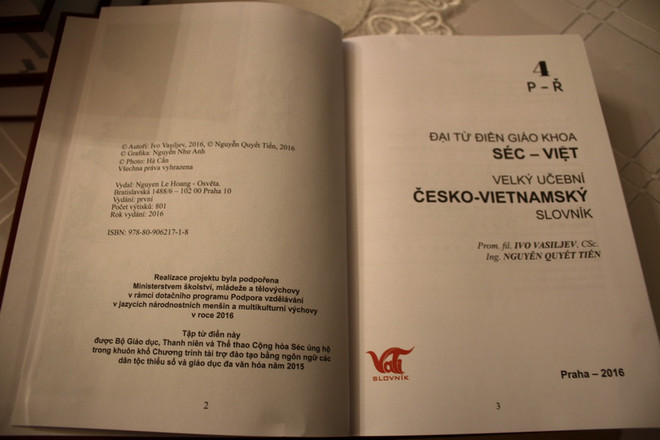 © Autoři: Ivo Vasiljev, 2016, © Nguyễn Quyết Tiến, 2016
© Grafika: Nguyễn Như Anh
© Photo: Hà Cẩn
Všechna práva vyhrazena
Vydal: Nguyen Le Hoang - Osvěta.
Bratislavská 1488/6 – 102 00 Praha 10
Vydání: první
Počet výtisků: 801
Rok vydání: 2016
ISBN: 978-80-906217-1-8
Realizace projektu byla podpořena
Ministerstvem školství, mládeže a tělovýchovy
v rámci dotačního programu Podpora vzdělávání
v jazycích národnostních menšin a multikulturní výchovy
v roce 2016
Tập từ điển này
được Bộ Giáo dục, Thanh niên và Thể thao Cộng hòa Séc ủng hộ
trong khuôn khổ Chương trình tài trợ đào tạo bằng ngôn ngữ các
dân tộc thiểu số và giáo dục đa văn hóa năm 2015
2
4
P – Ř
ĐẠI TỪ ĐIỂN GIÁO KHOA
SÉC – VIỆT
VELKÝ UČEBNÍ
ČESKO-VIETNAMSKÝ
SLOVNÍK
Prom. fil. IVO VASILJEV, CSc.
Ing. NGUYỄN QUYẾT TIẾN
VoTi
SLOVNÍK
Praha – 2016
3